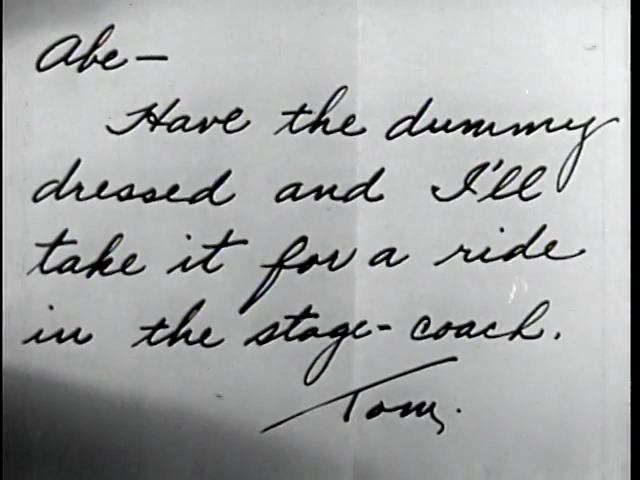 Abe—
Have the dummy
dressed and I'll
take it for a ride
in the stage-coach.
Tom.